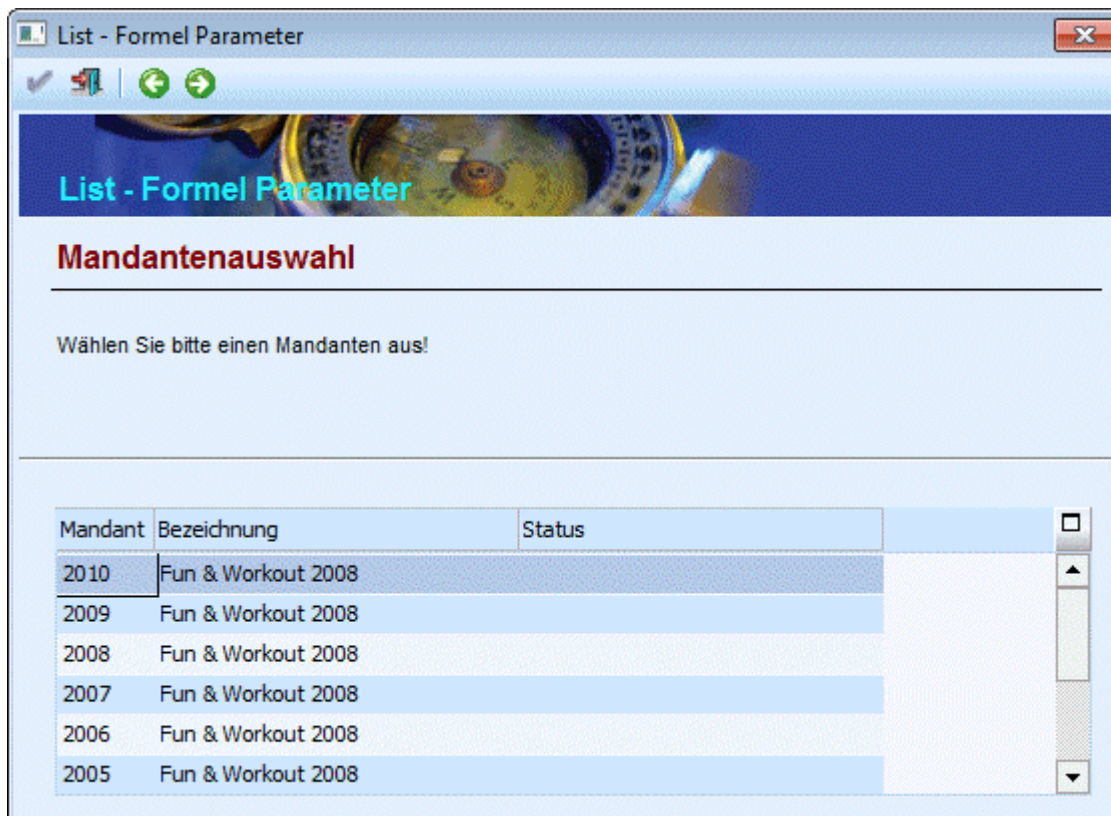 List - Formel Parameter
List - Formel Parameter
Mandantenauswahl
Wählen Sie bitte einen Mandanten aus!
Mandant Bezeichnung Status
2010 Fun & Workout 2008
2009 Fun & Workout 2008
2008 Fun & Workout 2008
2007 Fun & Workout 2008
2006 Fun & Workout 2008
2005 Fun & Workout 2008